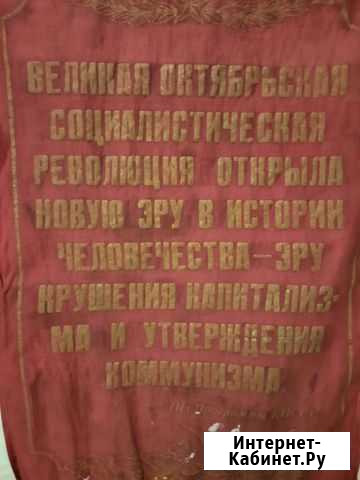 ВЕЛИКАЯ ОКТЯБРЬСКАЯ
СОЦИАЛИСТИЧЕСКАЯ
РЕВОЛЮЦИЯ ОТКРЫЛА
НОВУЮ ЭРУ В ИСТОРИИ
ЧЕЛОВЕЧЕСТВА—ЭРУ
КРУШЕНИЯ КАПИТАЛИЗ-
МА И УТВЕРЖДЕНИЯ
КОММУНИЗМА.
Интернет-
Кабинет.Ру